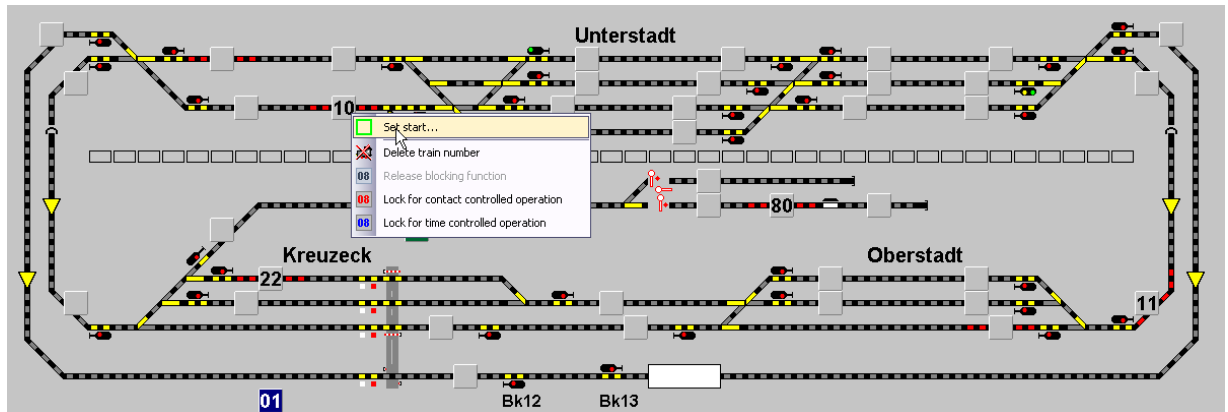 Unterstadt
10
Set start...
Delete train number
08 Release blocking function
08 Lock for contact controlled operation
08 Lock for time controlled operation
80
Kreuzeck
Oberstadt
22
11
01
Bk12
Bk13